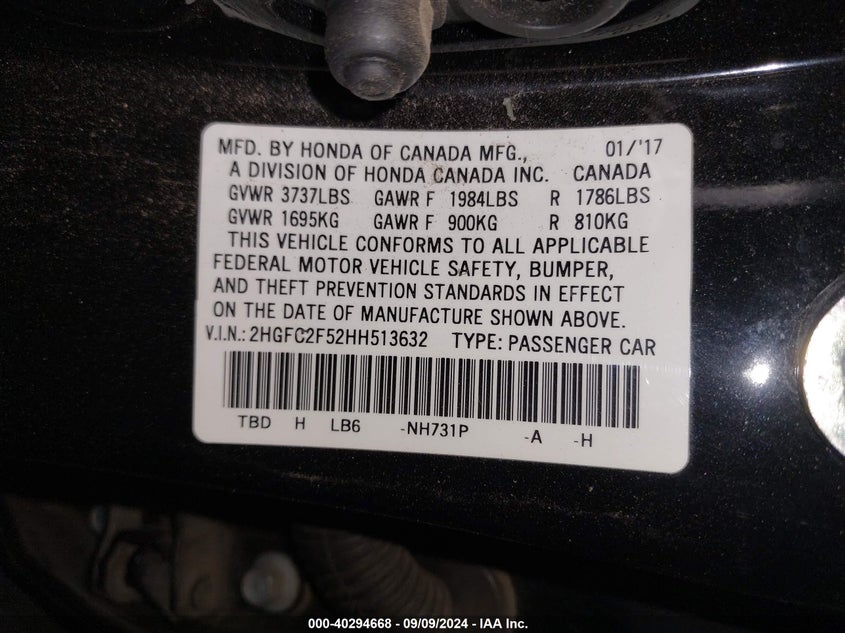 MFD. BY HONDA OF CANADA MFG., 01/'17
A DIVISION OF HONDA CANADA INC. CANADA
GVWR 3737LBS GAWR F 1984LBS R 1786LBS
GVWR 1695KG GAWR F 900KG R 810KG
THIS VEHICLE CONFORMS TO ALL APPLICABLE
FEDERAL MOTOR VEHICLE SAFETY, BUMPER,
AND THEFT PREVENTION STANDARDS IN EFFECT
ON THE DATE OF MANUFACTURE SHOWN ABOVE.
V.I.N.: 2HGFC2F52HH513632 TYPE: PASSENGER CAR
TBD H LB6 -NH731P -A -H
000-40294668 - 09/09/2024 - IAA Inc.